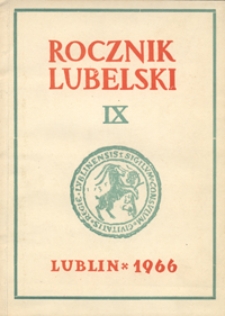 ROCZNIK
LUBELSKI
IX
LUBLIN × 1966